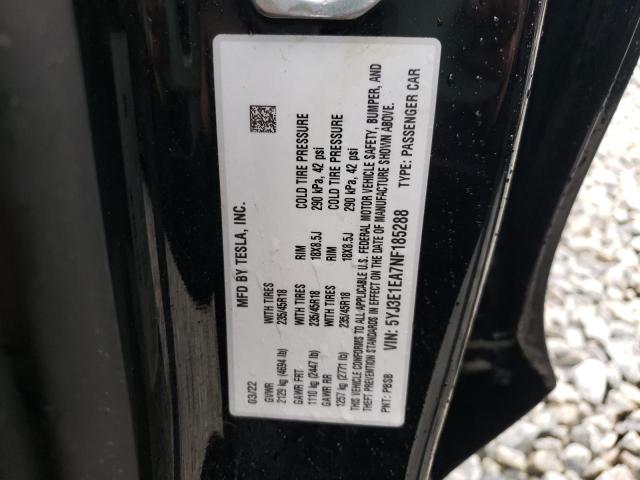 MFD BY TESLA, INC.
03/22
GVWR WITH TIRES RIM COLD TIRE PRESSURE
2129 kg (4694 lb) 235/45R18 18X8.5J 290 kPa, 42 psi
GAWR FRT WITH TIRES RIM COLD TIRE PRESSURE
1110 kg (2447 lb) 235/45R18 18X8.5J 290 kPa, 42 psi
GAWR RR
1257 kg (2771 lb) 235/45R18
THIS VEHICLE CONFORMS TO ALL APPLICABLE U.S. FEDERAL MOTOR VEHICLE SAFETY, BUMPER, AND
THEFT PREVENTION STANDARDS IN EFFECT ON THE DATE OF MANUFACTURE SHOWN ABOVE.
VIN: 5YJ3E1EA7NF185288 TYPE: PASSENGER CAR
PNT: PBSB